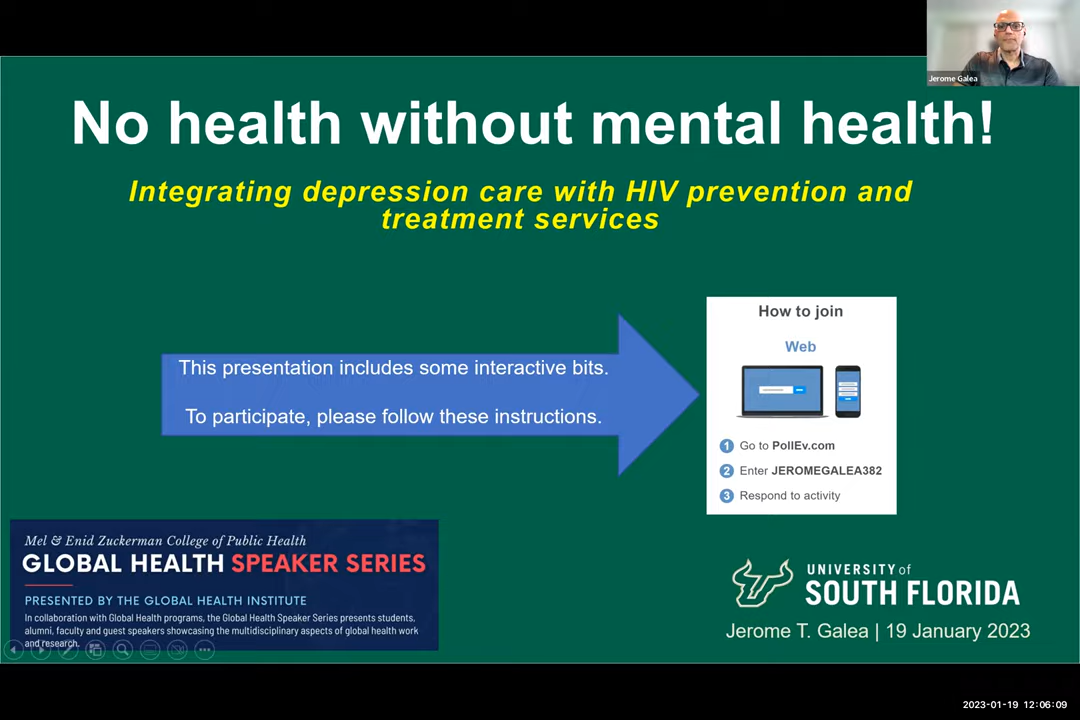 Jerome Galea
No health without mental health!
Integrating depression care with HIV prevention and
treatment services
This presentation includes some interactive bits.
To participate, please follow these instructions.
How to join
Web
1 Go to PollEv.com
2 Enter JEROMEGALEA382
3 Respond to activity
Mel & Enid Zuckerman College of Public Health
GLOBAL HEALTH SPEAKER SERIES
PRESENTED BY THE GLOBAL HEALTH INSTITUTE
In collaboration with Global Health programs, the Global Health Speaker Series presents students,
alumni, faculty and guest speakers showcasing the multidisciplinary aspects of global health work
and research.
UNIVERSITY of
SOUTH FLORIDA
Jerome T. Galea | 19 January 2023
2023-01-19 12:06:09